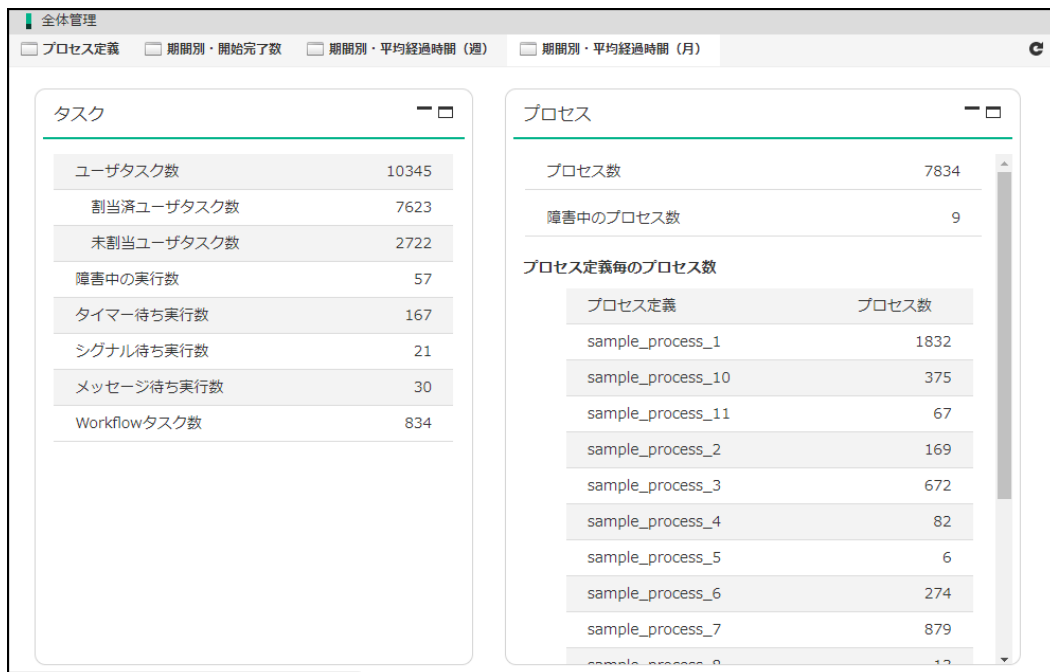 全体管理
プロセス定義 期間別・開始完了数 期間別・平均経過時間（週） 期間別・平均経過時間（月）
タスク
ユーザタスク数 10345
割当済ユーザタスク数 7623
未割当ユーザタスク数 2722
障害中の実行数 57
タイマー待ち実行数 167
シグナル待ち実行数 21
メッセージ待ち実行数 30
Workflowタスク数 834
プロセス
プロセス数 7834
障害中のプロセス数 9
プロセス定義毎のプロセス数
プロセス定義 プロセス数
sample_process_1 1832
sample_process_10 375
sample_process_11 67
sample_process_2 169
sample_process_3 672
sample_process_4 82
sample_process_5 6
sample_process_6 274
sample_process_7 879